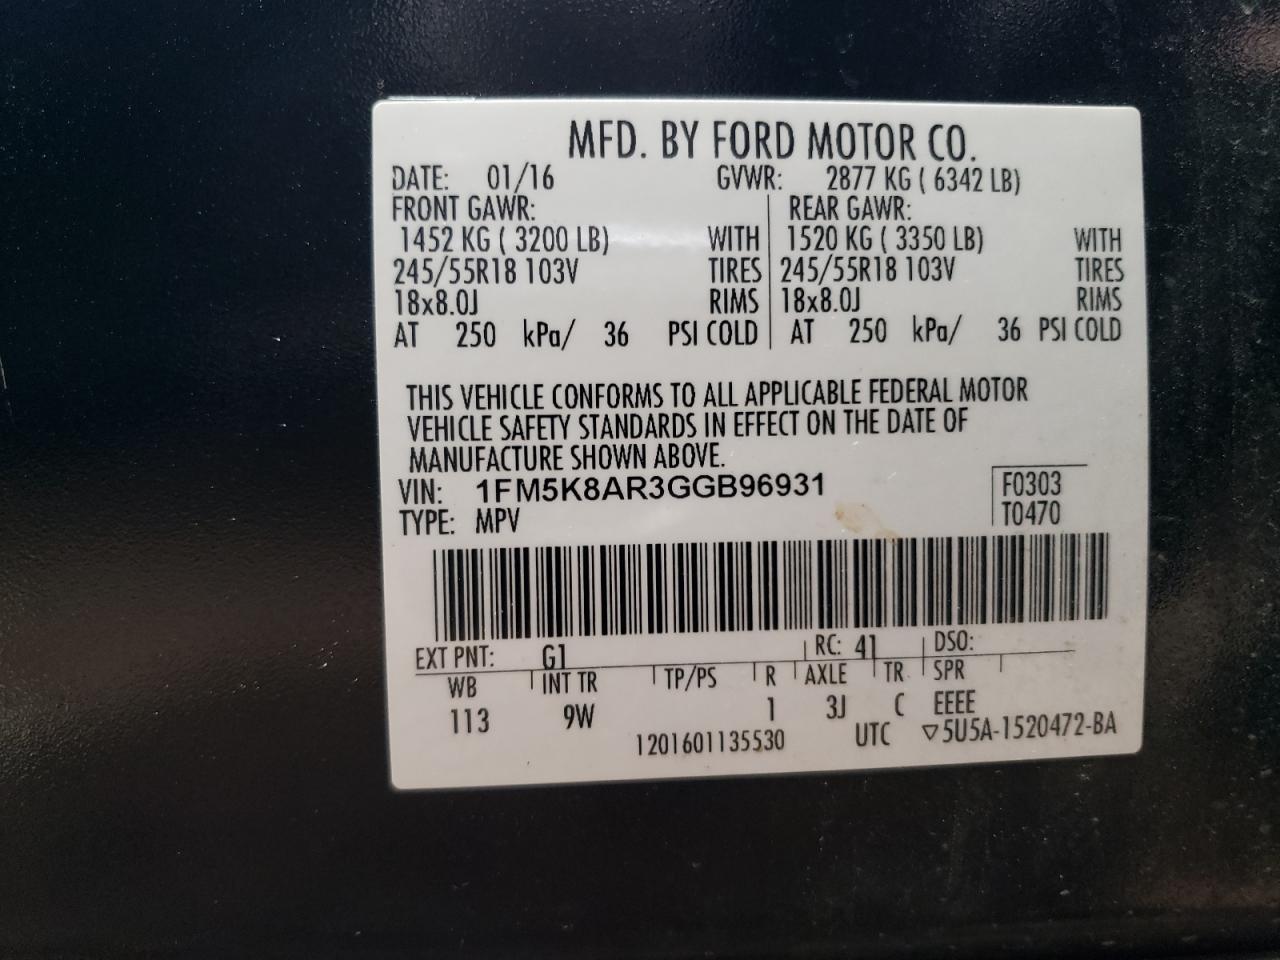 MFD. BY FORD MOTOR CO.
DATE: 01/16 GVWR: 2877 KG ( 6342 LB)
FRONT GAWR: REAR GAWR:
1452 KG ( 3200 LB) WITH 1520 KG ( 3350 LB) WITH
245/55R18 103V TIRES 245/55R18 103V TIRES
18x8.0J RIMS 18x8.0J RIMS
AT 250 kPa/ 36 PSI COLD AT 250 kPa/ 36 PSI COLD
THIS VEHICLE CONFORMS TO ALL APPLICABLE FEDERAL MOTOR
VEHICLE SAFETY STANDARDS IN EFFECT ON THE DATE OF
MANUFACTURE SHOWN ABOVE.
VIN: 1FM5K8AR3GGB96931 F0303
TYPE: MPV T0470
EXT PNT: G1 RC: 41 DSO:
WB INT TR TP/PS R AXLE TR SPR
113 9W 1 3J C EEEE
1201601135530 UTC ▽5U5A-1520472-BA